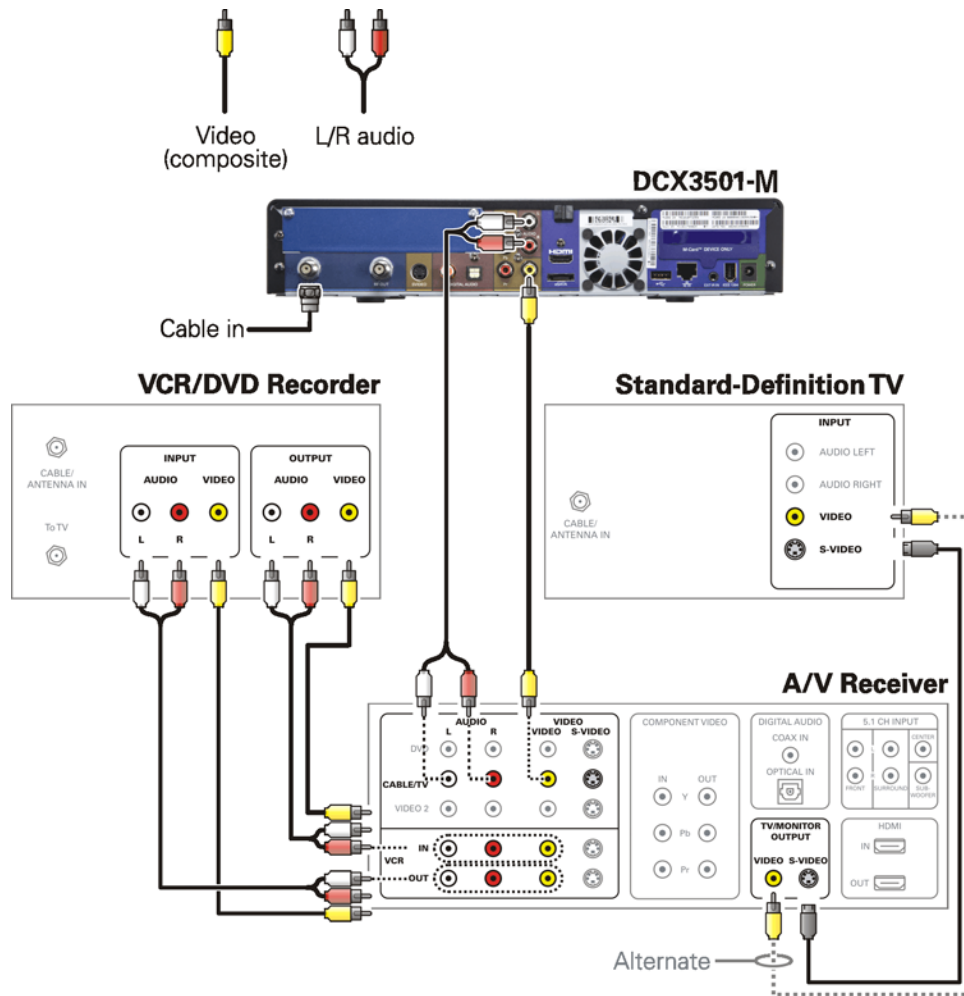 Video
(composite)
L/R audio
DCX3501-M
HDMI
M-Card™ DEVICE ONLY
Cable in
VCR/DVD Recorder
Standard-Definition TV
CABLE/
ANTENNA IN
To TV
INPUT
AUDIO VIDEO
L R
OUTPUT
AUDIO VIDEO
L R
CABLE/
ANTENNA IN
INPUT
AUDIO LEFT
AUDIO RIGHT
VIDEO
S-VIDEO
A/V Receiver
AUDIO VIDEO
L R VIDEO S-VIDEO
DVD
CABLE/TV
VIDEO 2
VCR
IN
OUT
COMPONENT VIDEO
IN OUT
Y
Pb
Pr
DIGITAL AUDIO
COAX IN
OPTICAL IN
5.1 CH INPUT
CENTER
FRONT SURROUND SUB-
WOOFER
TV/MONITOR
OUTPUT
VIDEO S-VIDEO
HDMI
IN
OUT
Alternate